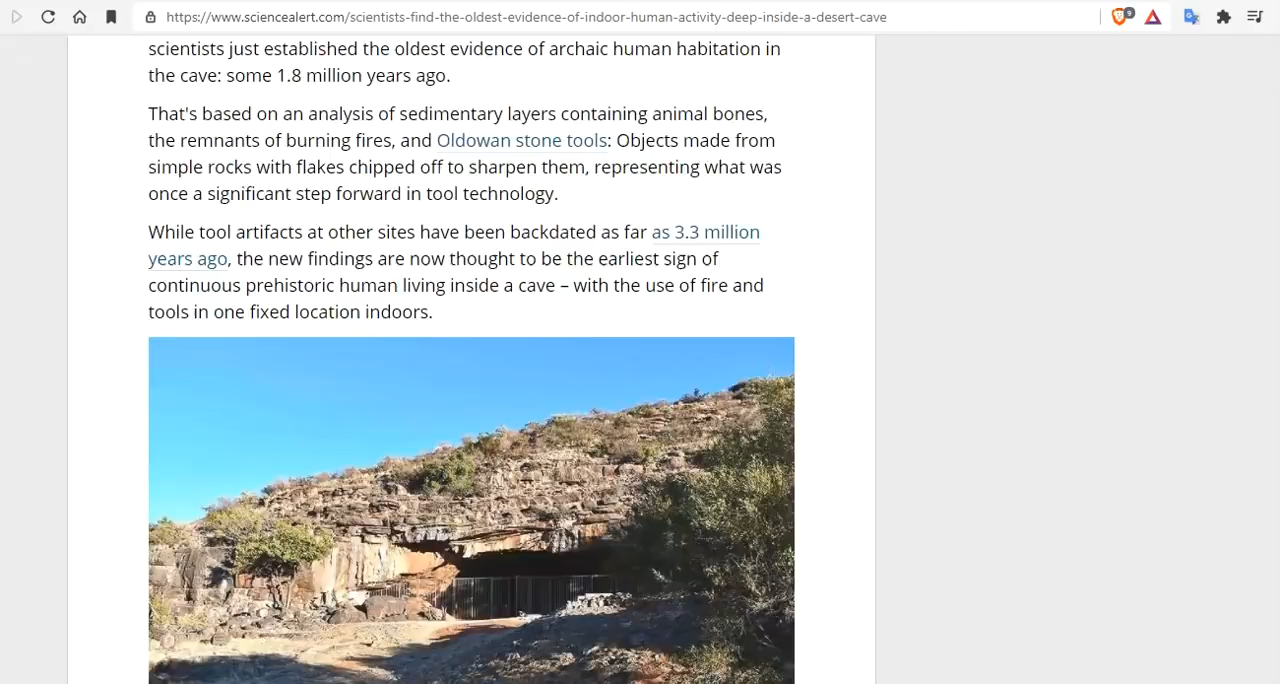 https://www.sciencealert.com/scientists-find-the-oldest-evidence-of-indoor-human-activity-deep-inside-a-desert-cave
9
scientists just established the oldest evidence of archaic human habitation in
the cave: some 1.8 million years ago.
That's based on an analysis of sedimentary layers containing animal bones,
the remnants of burning fires, and Oldowan stone tools: Objects made from
simple rocks with flakes chipped off to sharpen them, representing what was
once a significant step forward in tool technology.
While tool artifacts at other sites have been backdated as far as 3.3 million
years ago, the new findings are now thought to be the earliest sign of
continuous prehistoric human living inside a cave – with the use of fire and
tools in one fixed location indoors.